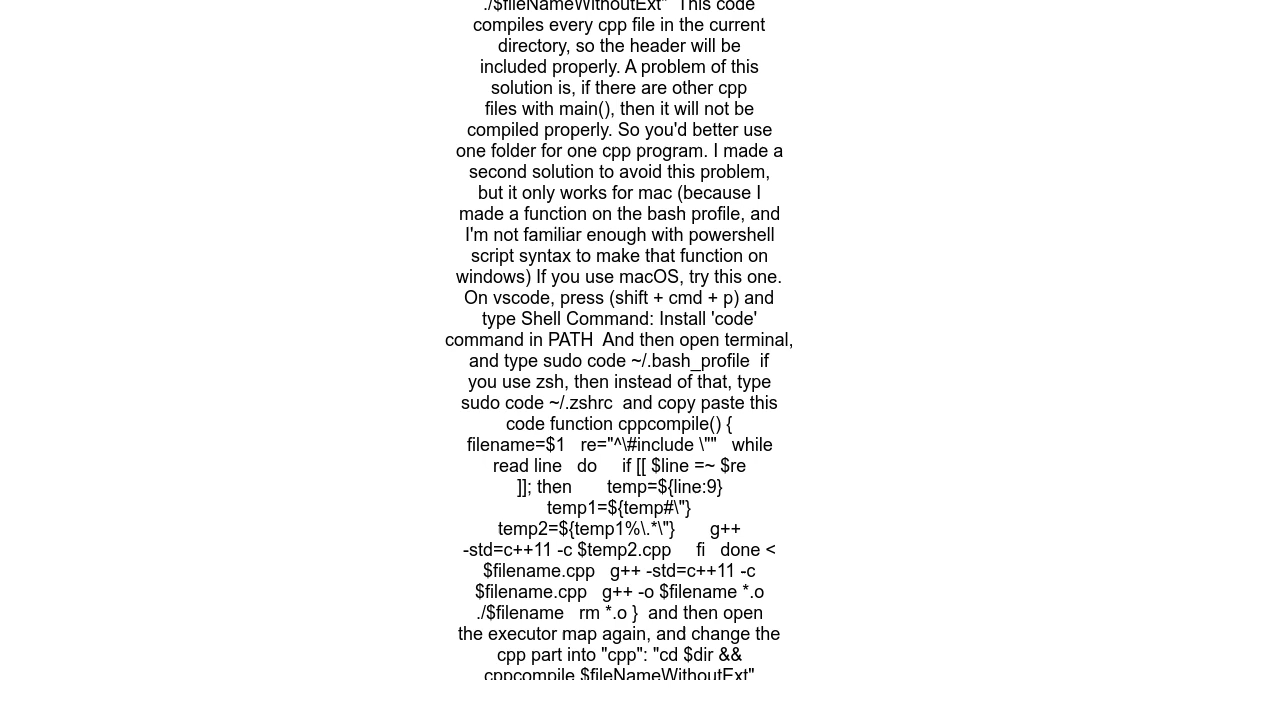 ./$fileNameWithoutExt"  This code
compiles every cpp file in the current
directory, so the header will be
included properly. A problem of this
solution is, if there are other cpp
files with main(), then it will not be
compiled properly. So you'd better use
one folder for one cpp program. I made a
second solution to avoid this problem,
but it only works for mac (because I
made a function on the bash profile, and
I'm not familiar enough with powershell
script syntax to make that function on
windows) If you use macOS, try this one.
On vscode, press (shift + cmd + p) and
type Shell Command: Install 'code'
command in PATH  And then open terminal,
and type sudo code ~/.bash_profile  if
you use zsh, then instead of that, type
sudo code ~/.zshrc  and copy paste this
code function cppcompile() {
filename=$1   re="^\#include \""   while
read line   do     if [[ $line =~ $re
]]; then       temp=${line:9}
temp1=${temp#\"}
temp2=${temp1%\.*\"}       g++
-std=c++11 -c $temp2.cpp     fi   done <
$filename.cpp   g++ -std=c++11 -c
$filename.cpp   g++ -o $filename *.o
./$filename   rm *.o }  and then open
the executor map again, and change the
cpp part into "cpp": "cd $dir &&
cppcompile $fileNameWithoutExt"